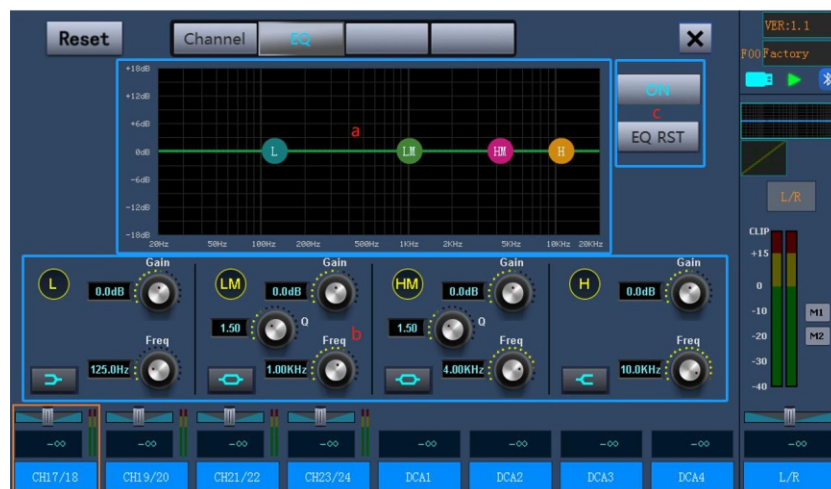 VER:1.1
Reset
Channel
EQ
F00Factory
+18dB
+12dB
+6dB
0dB
-6dB
-12dB
-18dB
a
L
LM
HM
H
20Hz 50Hz 100Hz 200Hz 500Hz 1KHz 2KHz 5KHz 10KHz 20KHz
ON
c
EQ RST
L/R
CLIP
+15
0
-10
-20
-30
-40
M1
M2
L
Gain
0.0dB
Freq
125.0Hz
LM
Gain
0.0dB
1.50
Q
Freq
1.00KHz
b
HM
Gain
0.0dB
1.50
Q
Freq
4.00KHz
H
Gain
0.0dB
Freq
10.0KHz
-∞ -∞ -∞ -∞ -∞ -∞ -∞ -∞ -∞
CH17/18 CH19/20 CH21/22 CH23/24 DCA1 DCA2 DCA3 DCA4 L/R